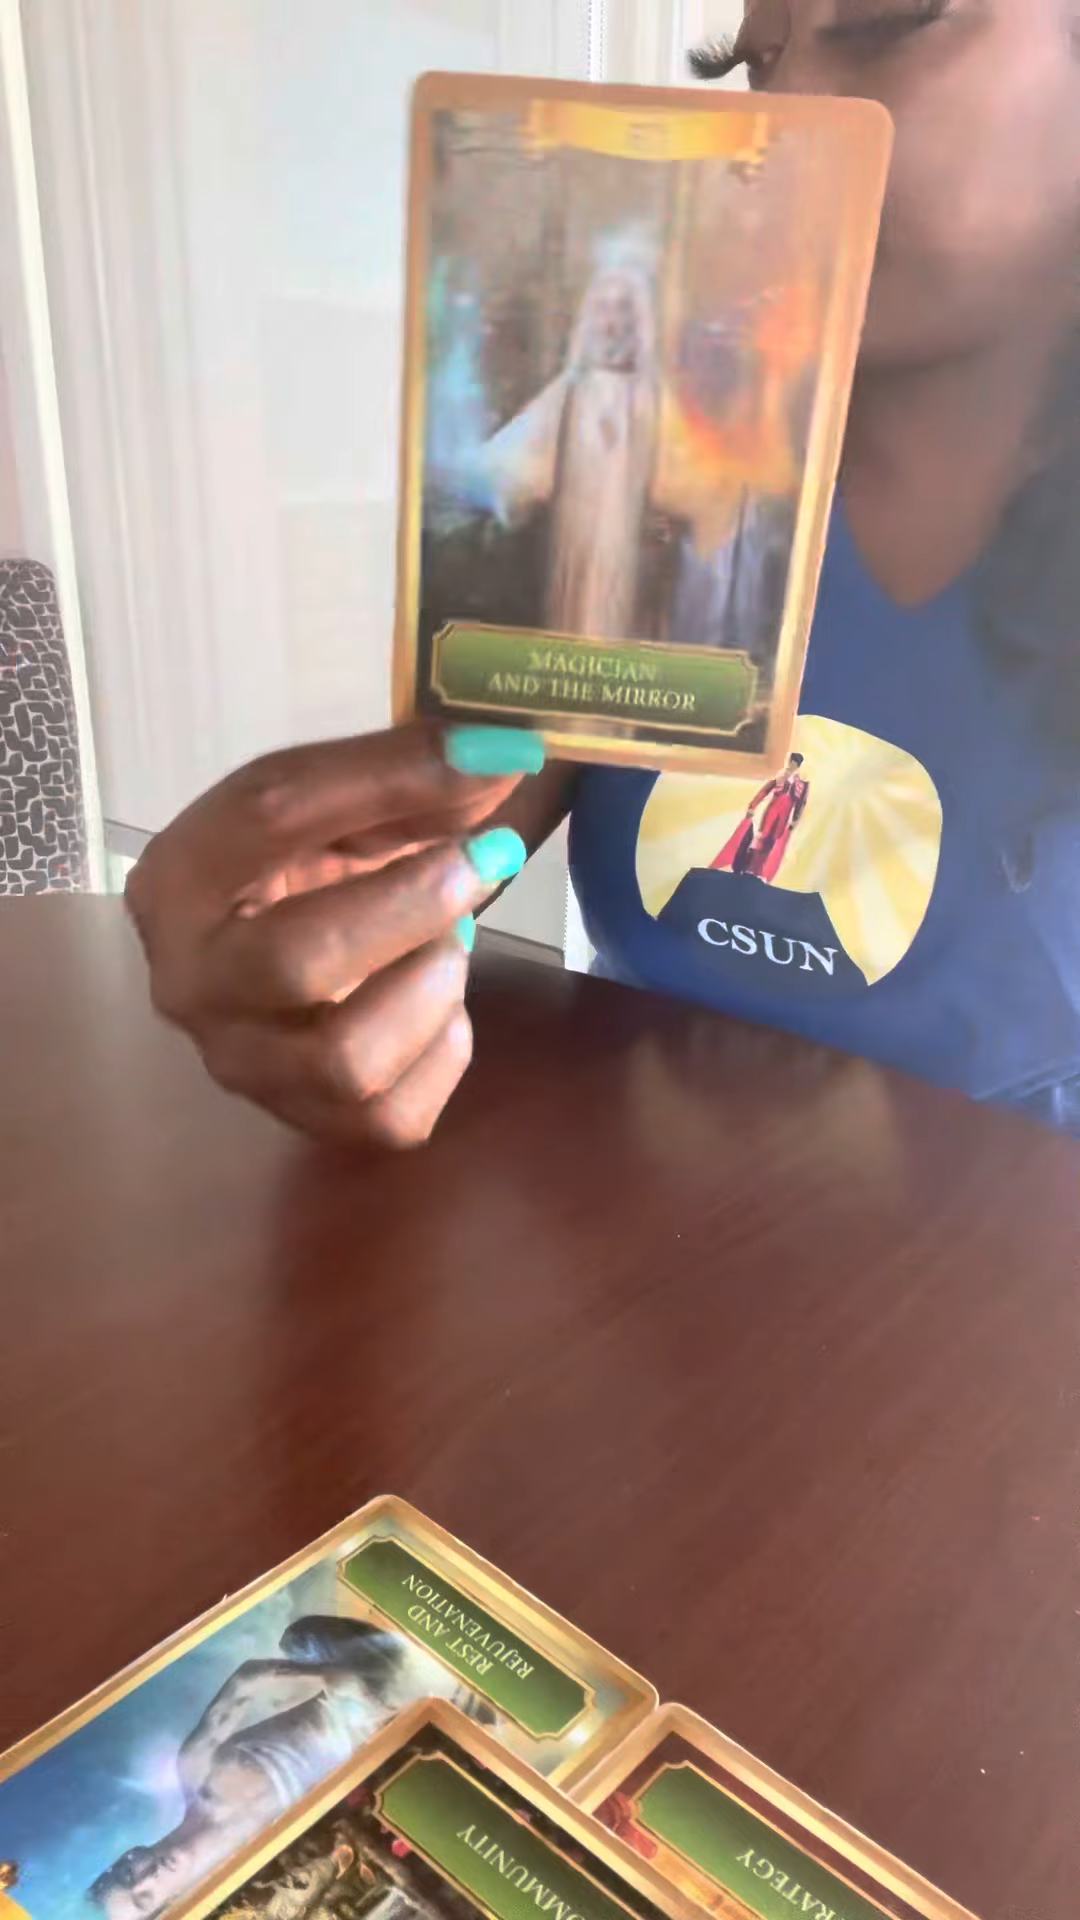 MAGICIAN
AND THE MIRROR
CSUN
REST AND
REJUVENATION
OMMUNITY
RATEGY